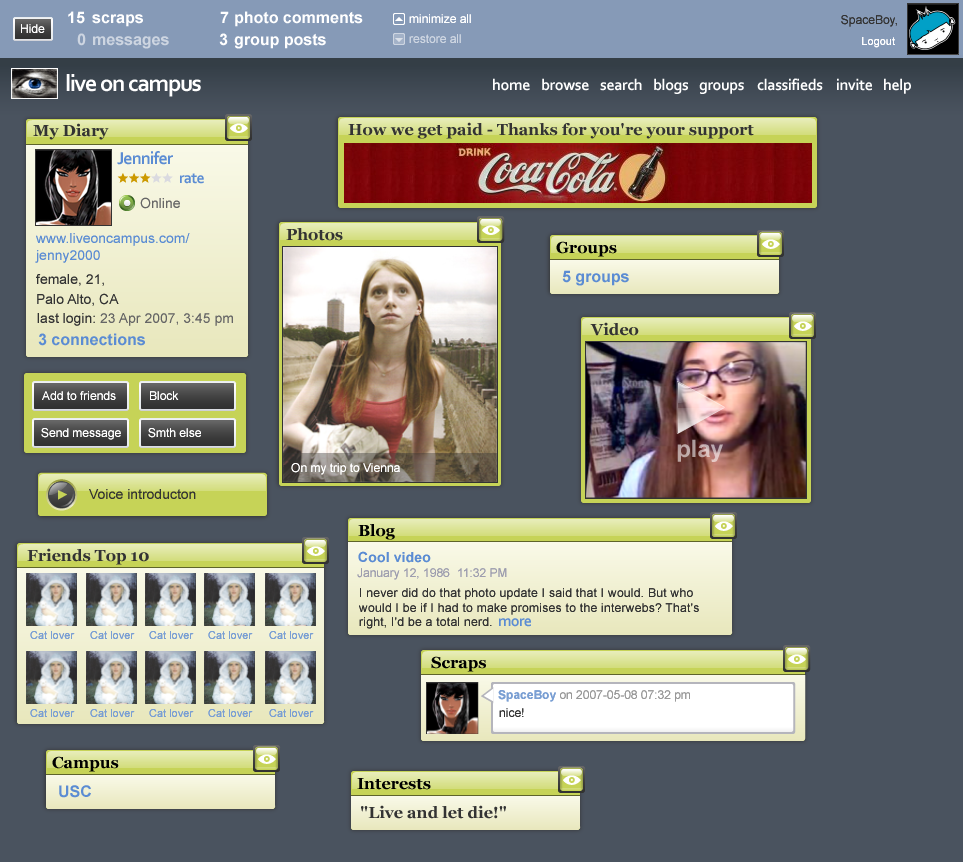 Hide
15 scraps
0 messages
7 photo comments
3 group posts
minimize all
restore all
SpaceBoy,
Logout
live on campus
home browse search blogs groups classifieds invite help
My Diary
Jennifer
rate
Online
www.liveoncampus.com/
jenny2000
female, 21,
Palo Alto, CA
last login: 23 Apr 2007, 3:45 pm
3 connections
Add to friends
Block
Send message
Smth else
Voice introducton
How we get paid - Thanks for you're your support
DRINK
Coca-Cola
Photos
On my trip to Vienna
Groups
5 groups
Video
play
Friends Top 10
Cat lover Cat lover Cat lover Cat lover Cat lover
Cat lover Cat lover Cat lover Cat lover Cat lover
Blog
Cool video
January 12, 1986 11:32 PM
I never did do that photo update I said that I would. But who
would I be if I had to make promises to the interwebs? That's
right, I'd be a total nerd. more
Scraps
SpaceBoy on 2007-05-08 07:32 pm
nice!
Campus
USC
Interests
"Live and let die!"